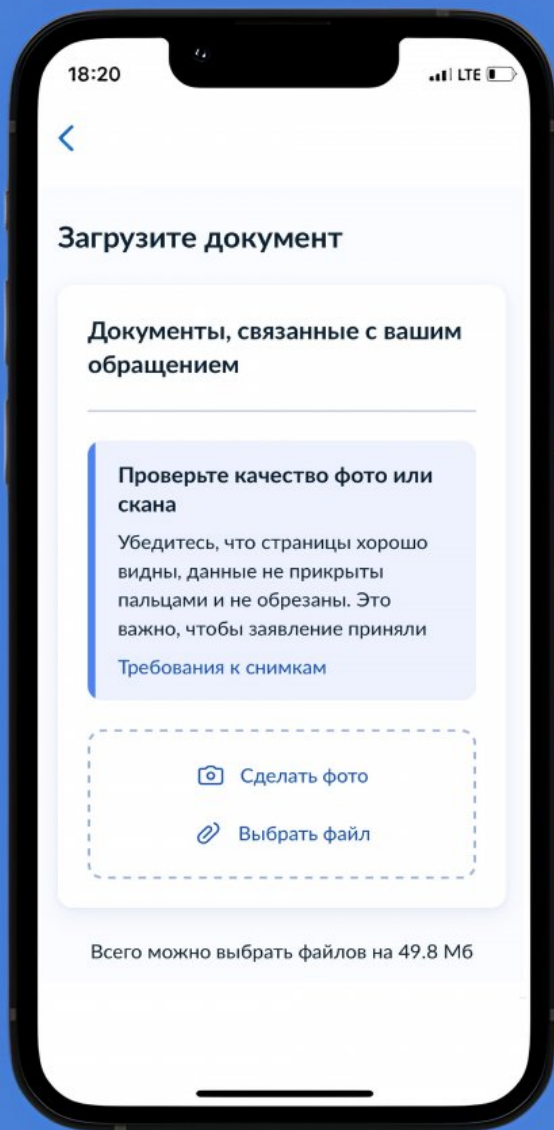 18:20
LTE
Загрузите документ
Документы, связанные с вашим
обращением
Проверьте качество фото или
скана
Убедитесь, что страницы хорошо
видны, данные не прикрыты
пальцами и не обрезаны. Это
важно, чтобы заявление приняли
Требования к снимкам
Сделать фото
Выбрать файл
Всего можно выбрать файлов на 49.8 Мб